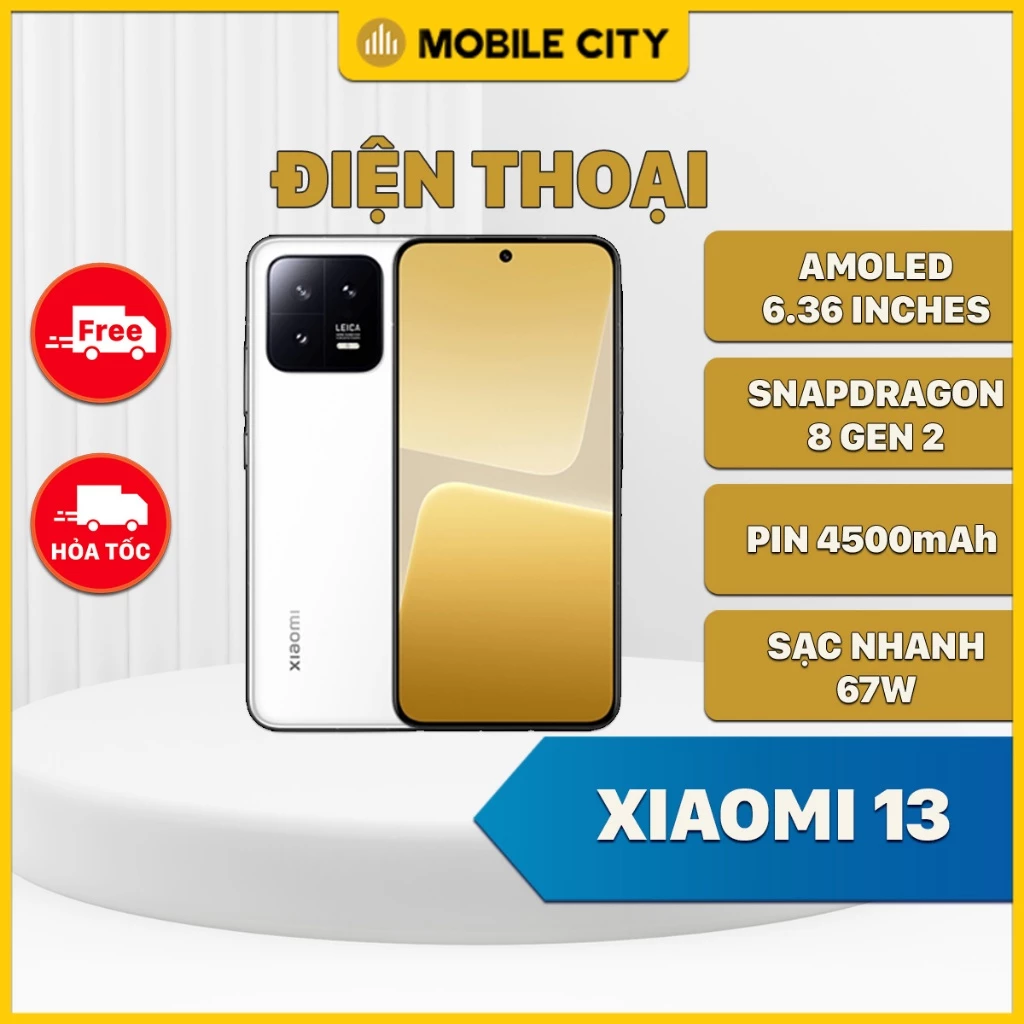 MOBILE CITY
ĐIỆN THOẠI
Free
HỎA TỐC
LEICA
xiaomi
AMOLED
6.36 INCHES
SNAPDRAGON
8 GEN 2
PIN 4500mAh
SẠC NHANH
67W
XIAOMI 13